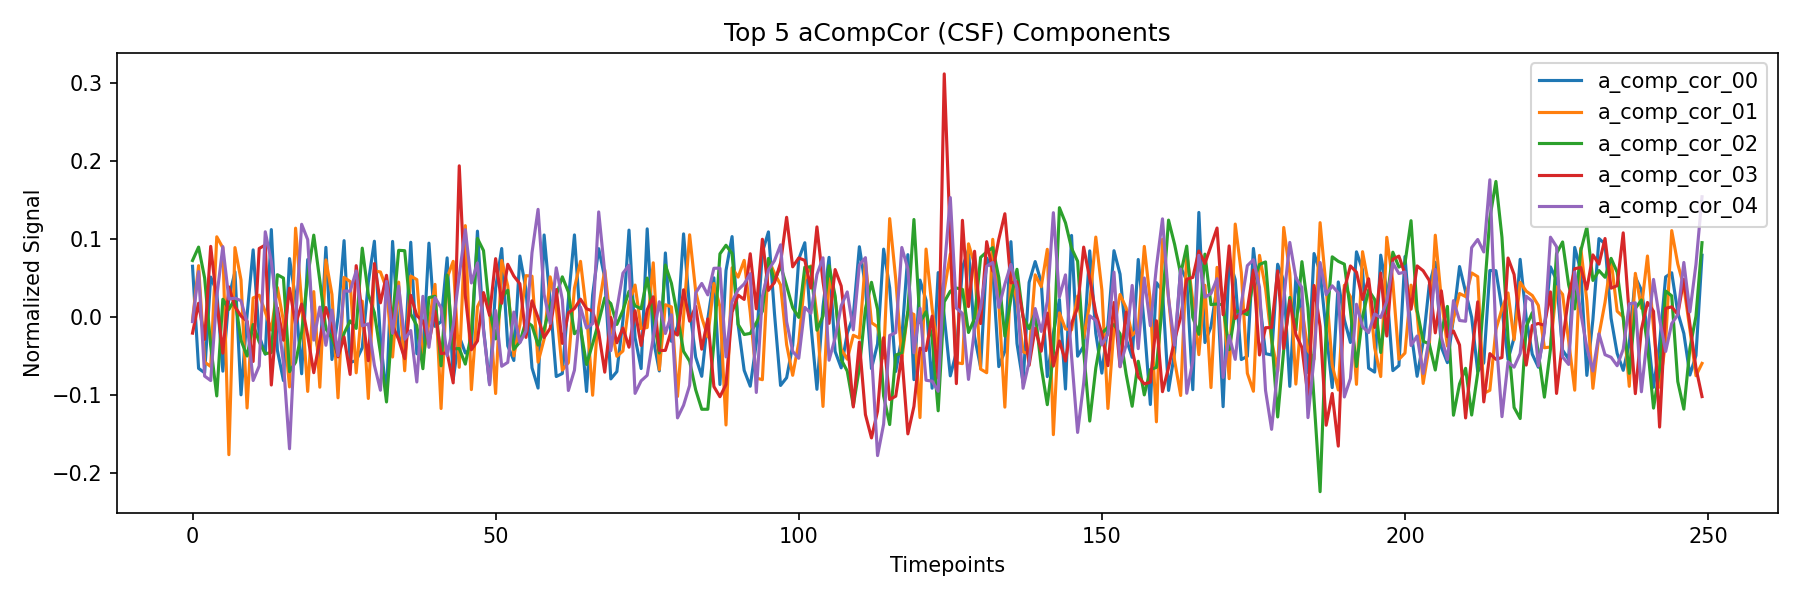 Top 5 aCompCor (CSF) Components
Normalized Signal
0.3
0.2
0.1
0.0
−0.1
−0.2
a_comp_cor_00
a_comp_cor_01
a_comp_cor_02
a_comp_cor_03
a_comp_cor_04
0 50 100 150 200 250
Timepoints